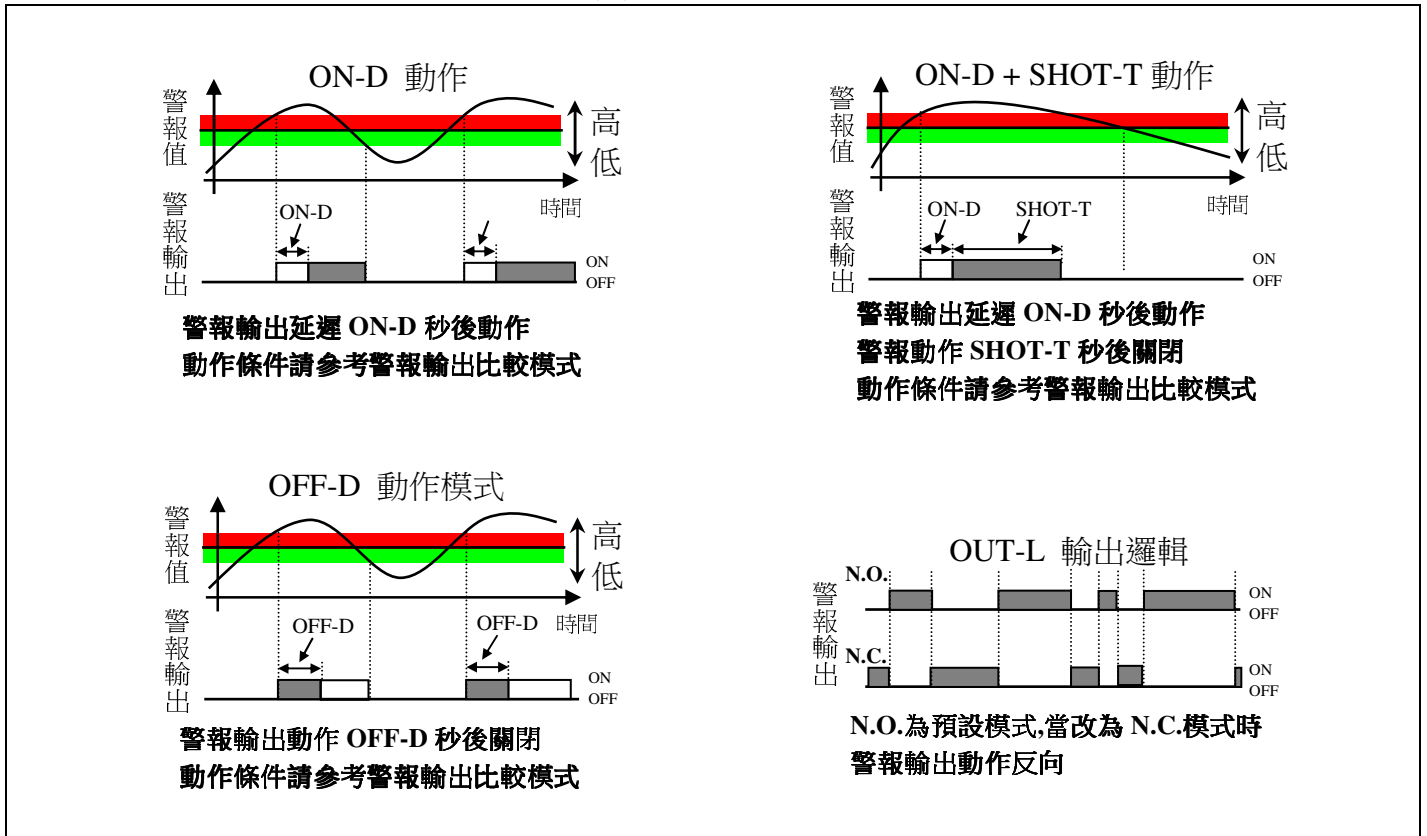 ON-D 動作
警報值
高
低
時間
警報輸出
ON-D
ON
OFF
警報輸出延遲 ON-D 秒後動作
動作條件請參考警報輸出比較模式
ON-D + SHOT-T 動作
警報值
高
低
時間
警報輸出
ON-D
SHOT-T
ON
OFF
警報輸出延遲 ON-D 秒後動作
警報動作 SHOT-T 秒後關閉
動作條件請參考警報輸出比較模式
OFF-D 動作模式
警報值
高
低
時間
警報輸出
OFF-D
OFF-D
ON
OFF
警報輸出動作 OFF-D 秒後關閉
動作條件請參考警報輸出比較模式
OUT-L 輸出邏輯
N.O.
警報輸出
ON
OFF
N.C.
ON
OFF
N.O.為預設模式,當改為 N.C.模式時
警報輸出動作反向